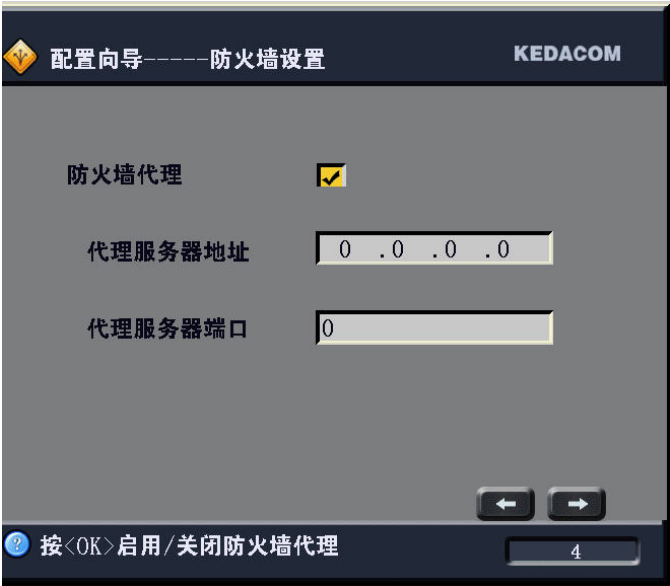 配置向导-----防火墙设置 KEDACOM
防火墙代理
代理服务器地址 0 .0 .0 .0
代理服务器端口 0
按<OK>启用/关闭防火墙代理 4